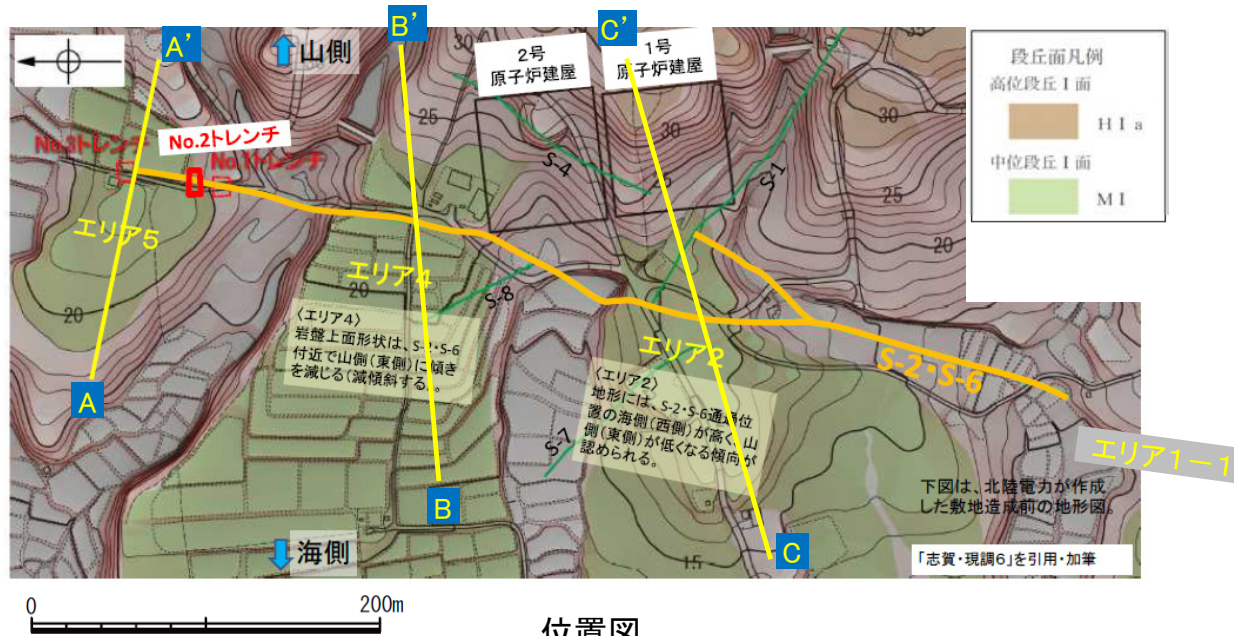 A’
B’
C’
山側
2号
原子炉建屋
1号
原子炉建屋
段丘面凡例
高位段丘Ⅰ面
HⅠa
中位段丘Ⅰ面
MⅠ
30
25
30
30
25
20
No.3トレンチ
No.2トレンチ
No.1トレンチ
S-4
S-1
エリア5
20
エリア4
20
S-8
〈エリア4〉
岩盤上面形状は、S-2・S-6
付近で山側(東側)に傾き
を減じる(減傾斜する)。
エリア2
〈エリア2〉
地形には、S-2・S-6通過位
置の海側(西側)が高く、山
側(東側)が低くなる傾向が
認められる。
S-2・S-6
S-7
A
B
C
エリア1-1
下図は、北陸電力が作成
した敷地造成前の地形図。
海側
15
「志賀・現調6」を引用・加筆
0
200m
位置図